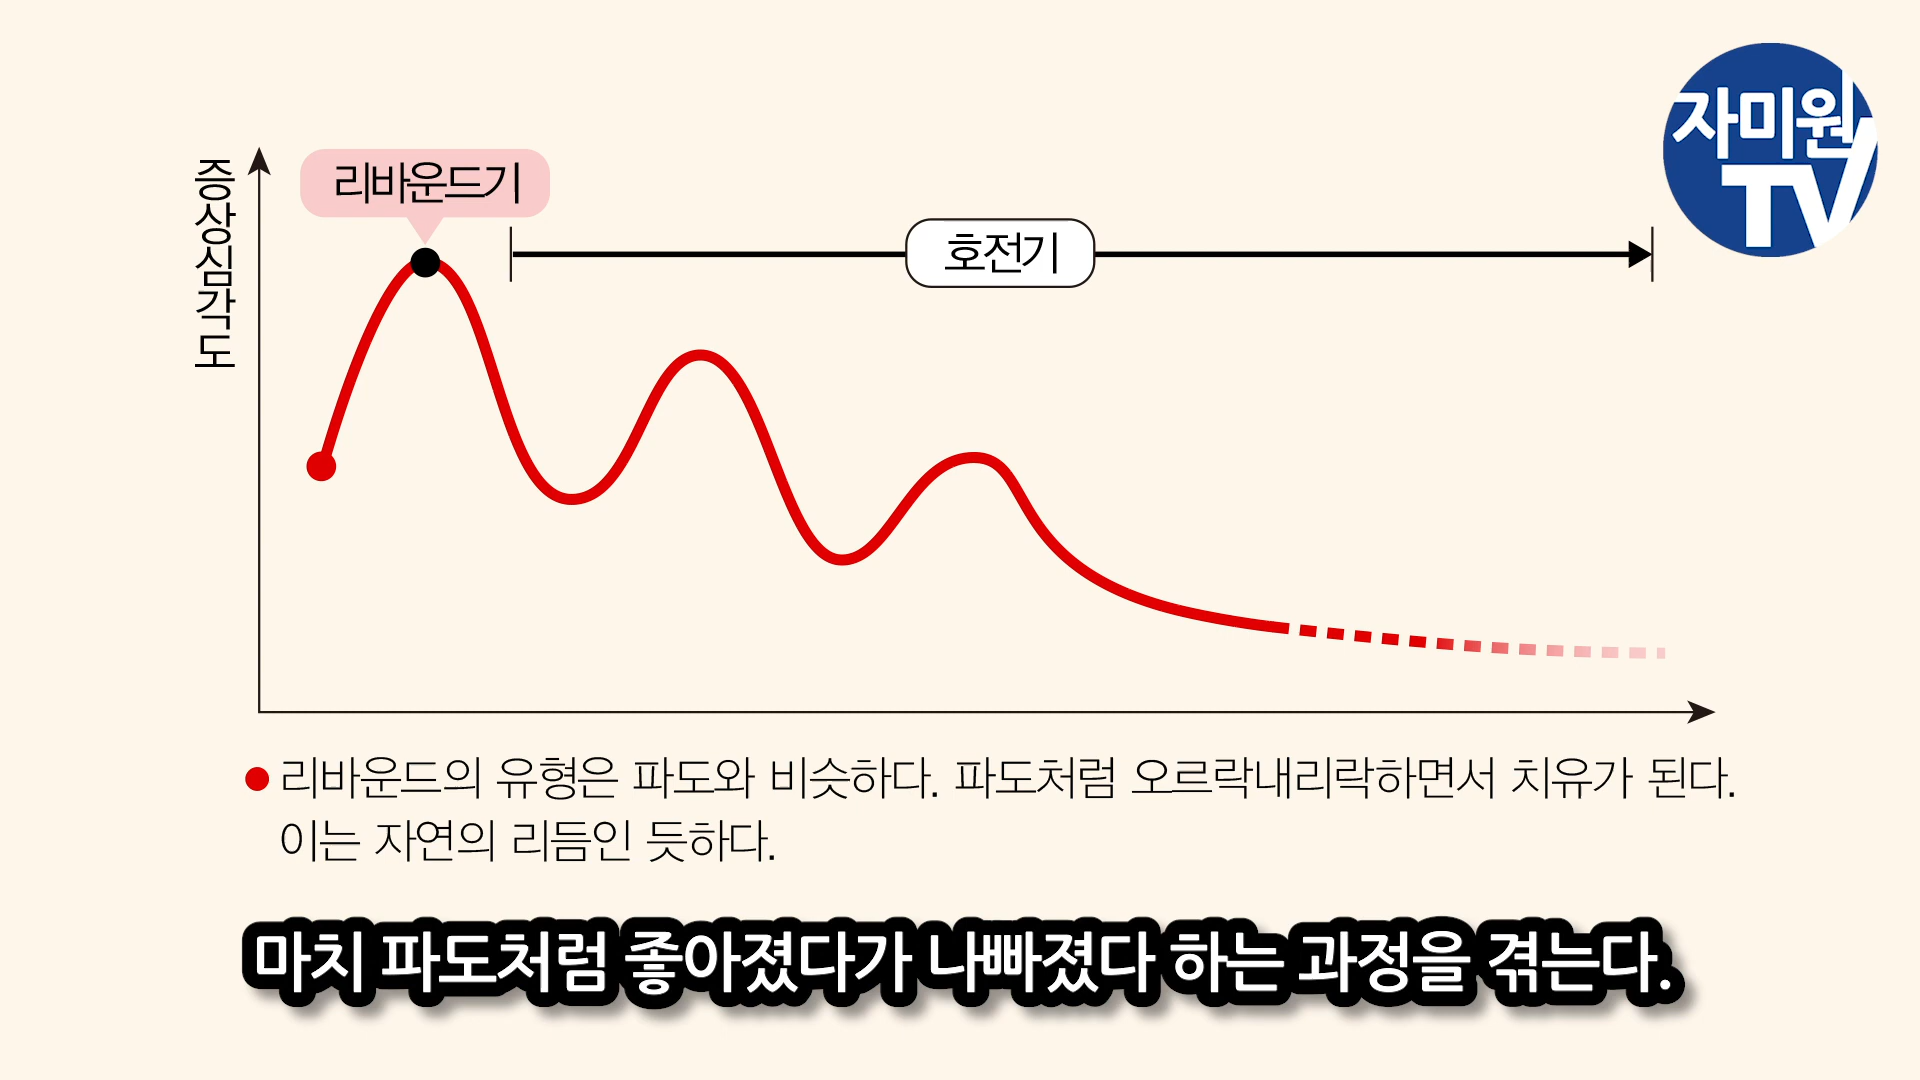 자미원
TV
증상심각도
리바운드기
호전기
리바운드의 유형은 파도와 비슷하다. 파도처럼 오르락내리락하면서 치유가 된다.
이는 자연의 리듬인 듯하다.
마치 파도처럼 좋아졌다가 나빠졌다 하는 과정을 겪는다.